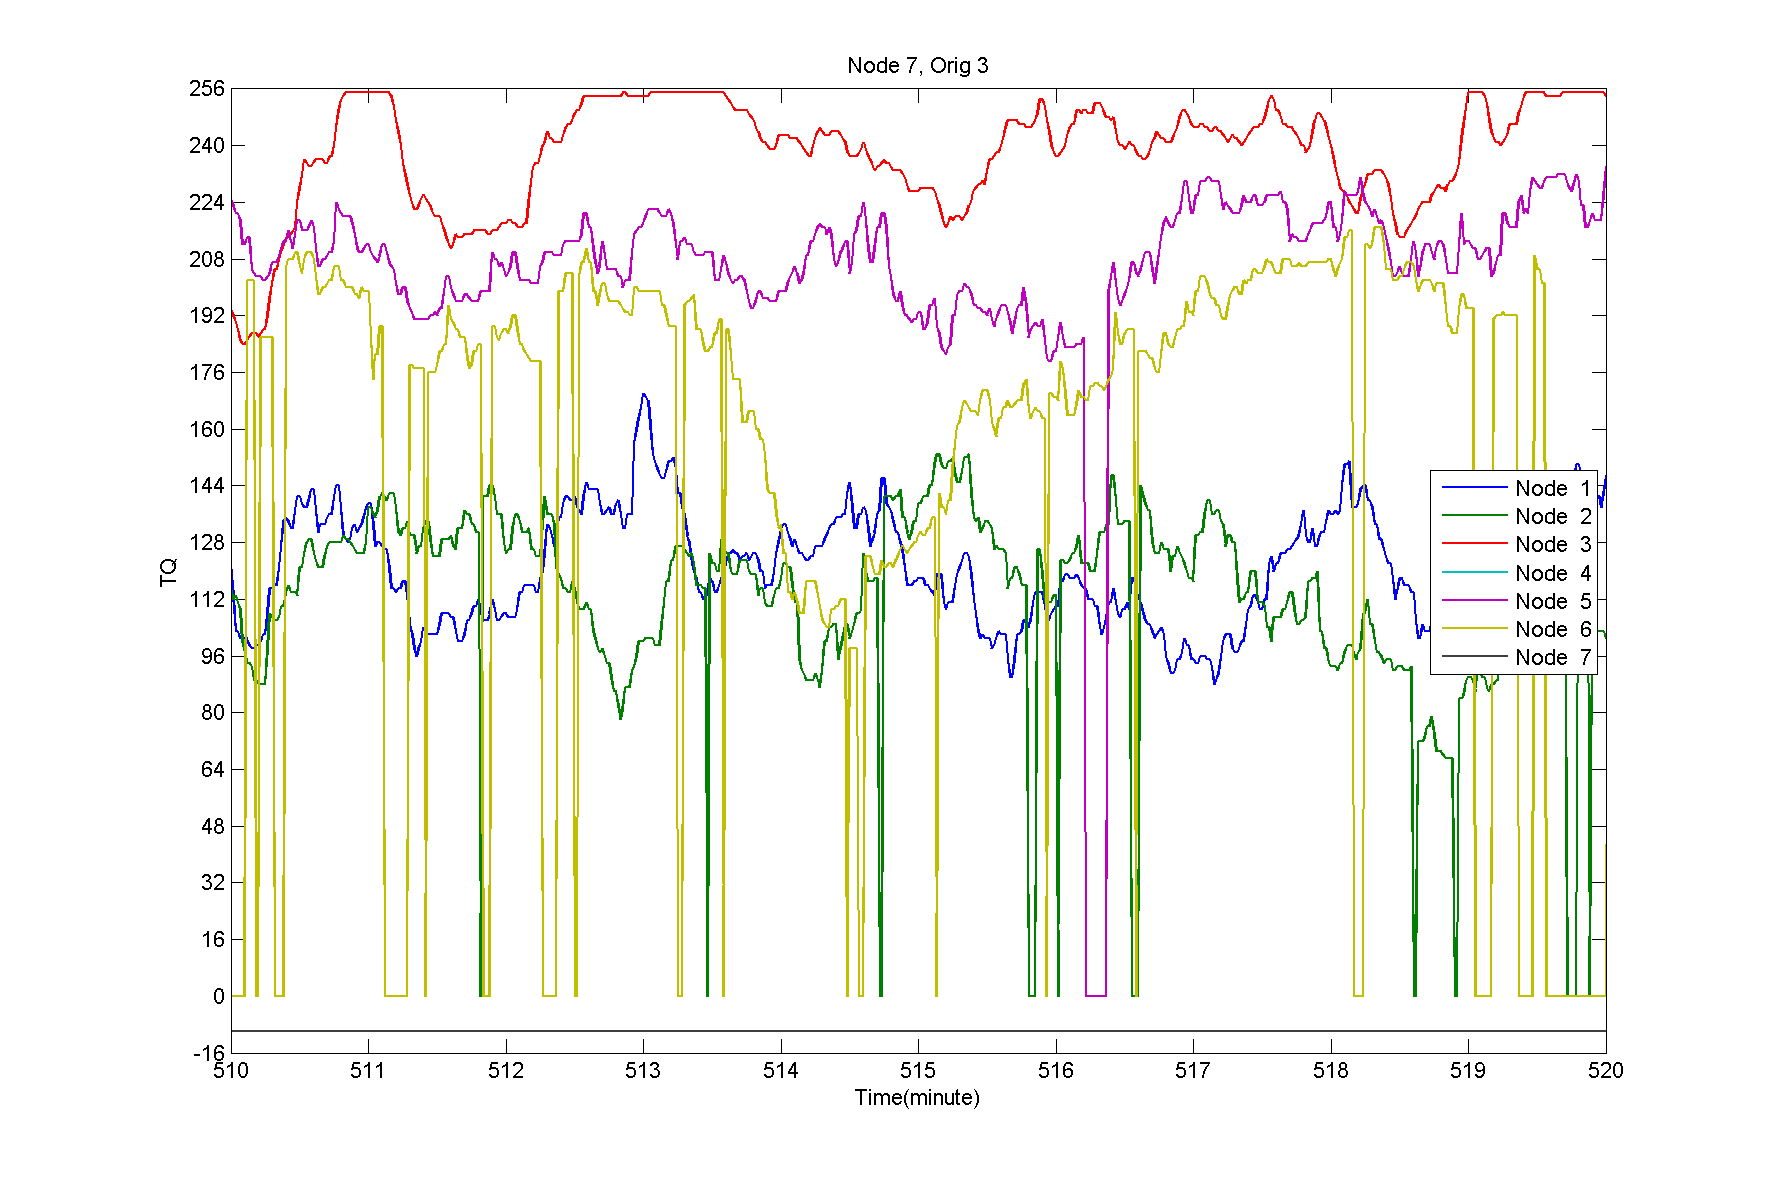 Node 7, Orig 3
256
240
224
208
192
176
160
144
128
112
96
80
64
48
32
16
0
-16
TQ
Node 1
Node 2
Node 3
Node 4
Node 5
Node 6
Node 7
510 511 512 513 514 515 516 517 518 519 520
Time(minute)